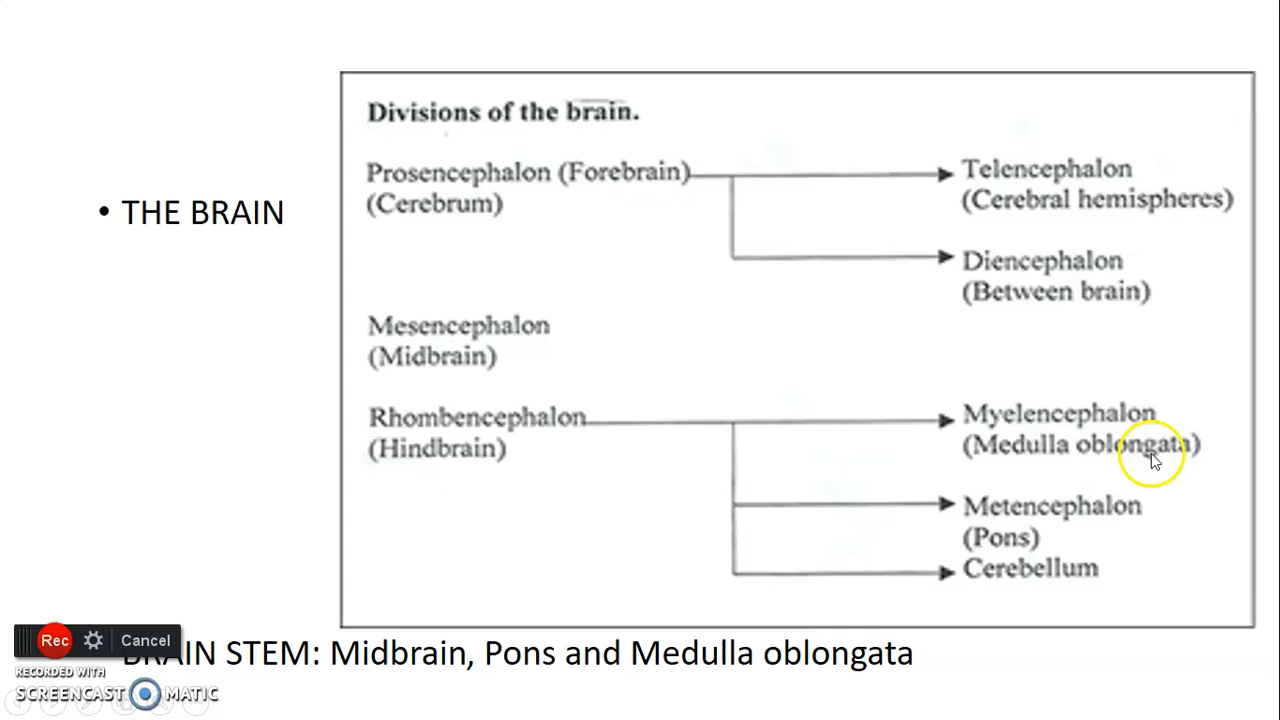 Divisions of the brain.
Prosencephalon (Forebrain)
(Cerebrum)
Telencephalon
(Cerebral hemispheres)
• THE BRAIN
Diencephalon
(Between brain)
Mesencephalon
(Midbrain)
Rhombencephalon
(Hindbrain)
Myelencephalon
(Medulla oblongata)
Metencephalon
(Pons)
Cerebellum
Rec Cancel
BRAIN STEM: Midbrain, Pons and Medulla oblongata
RECORDED WITH
SCREENCAST MATIC